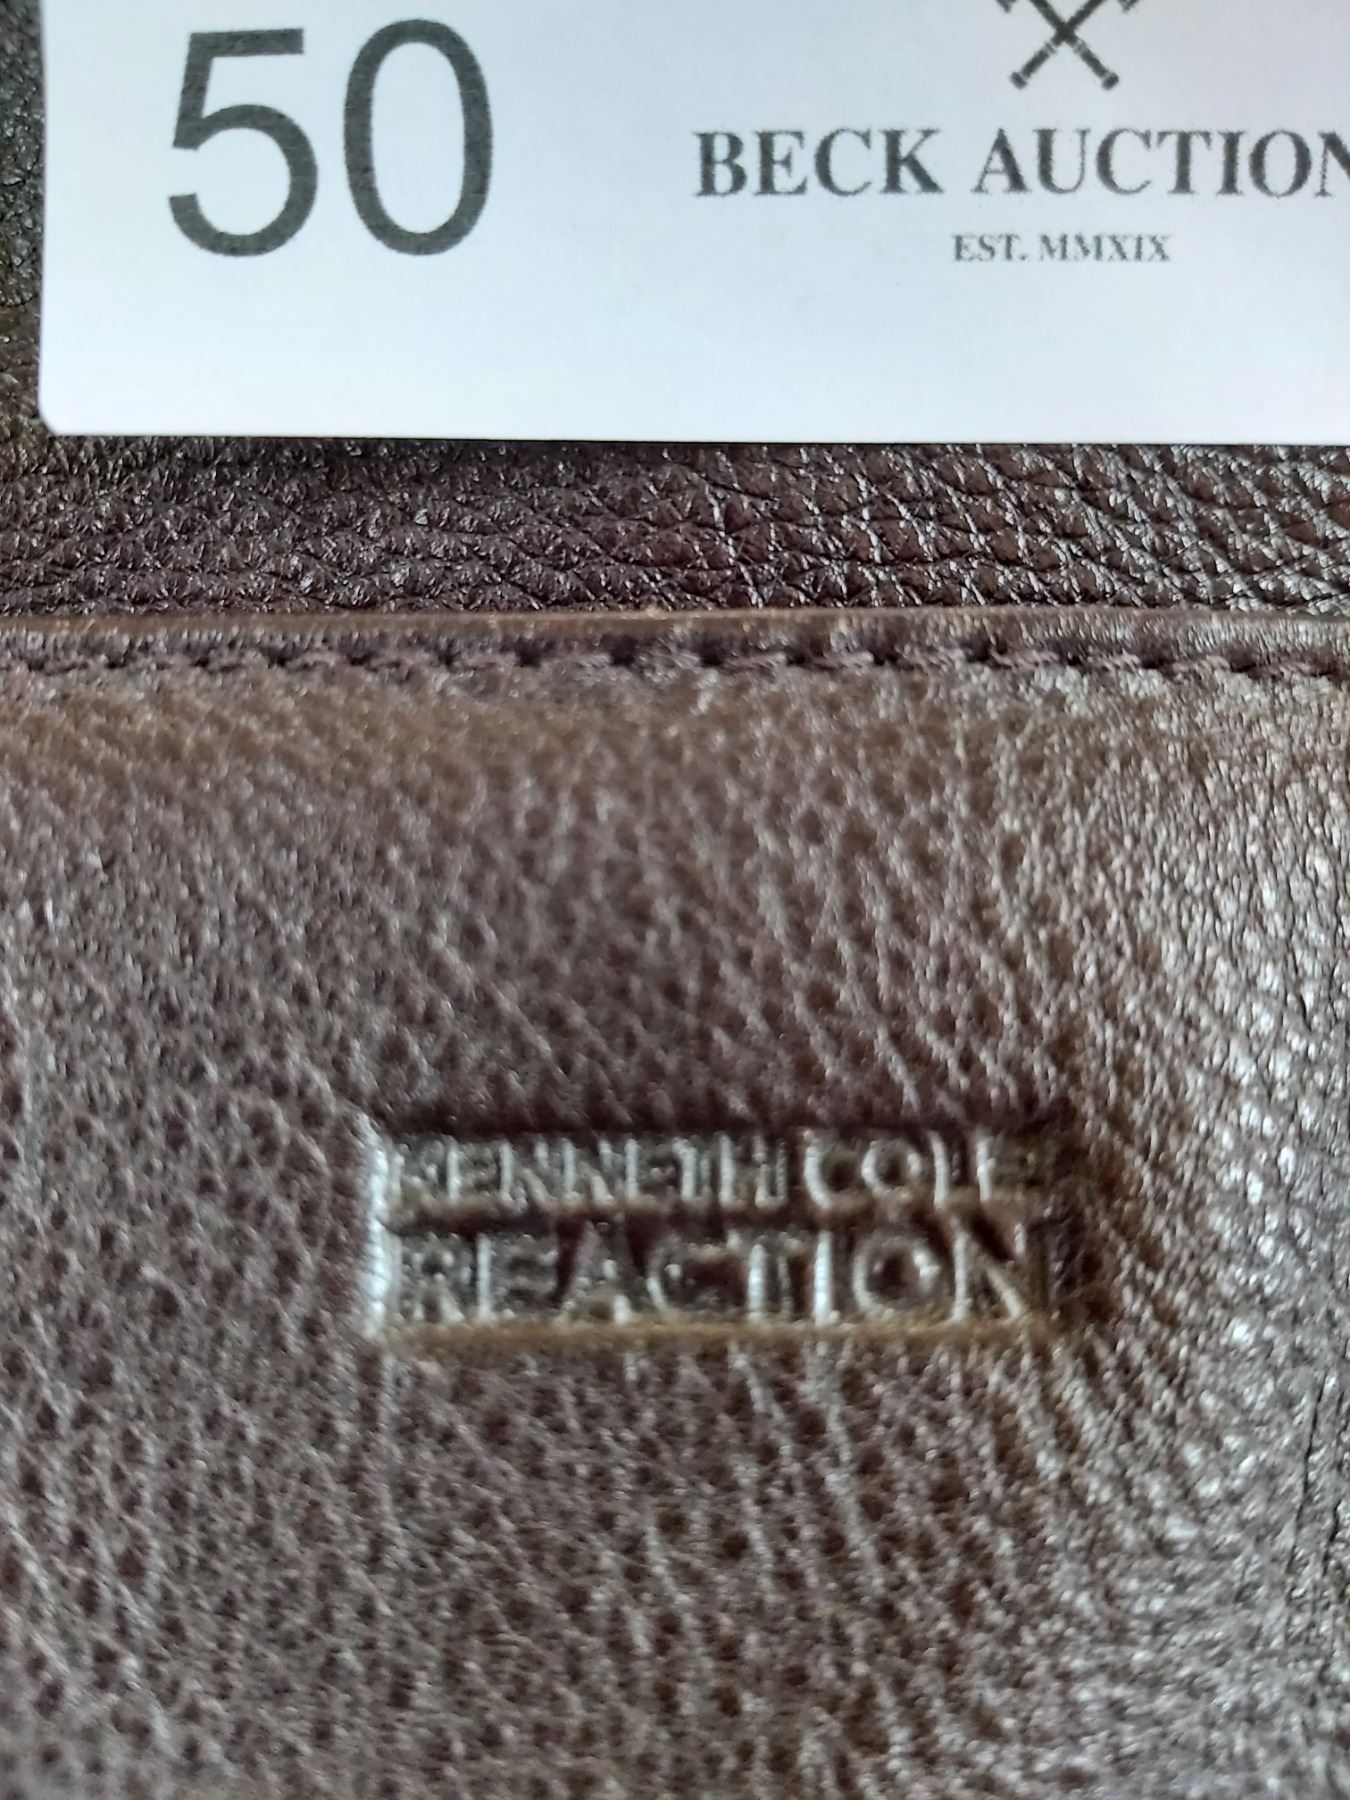 50
BECK AUCTION
EST. MMXIX
KENNETH COLE
REACTION